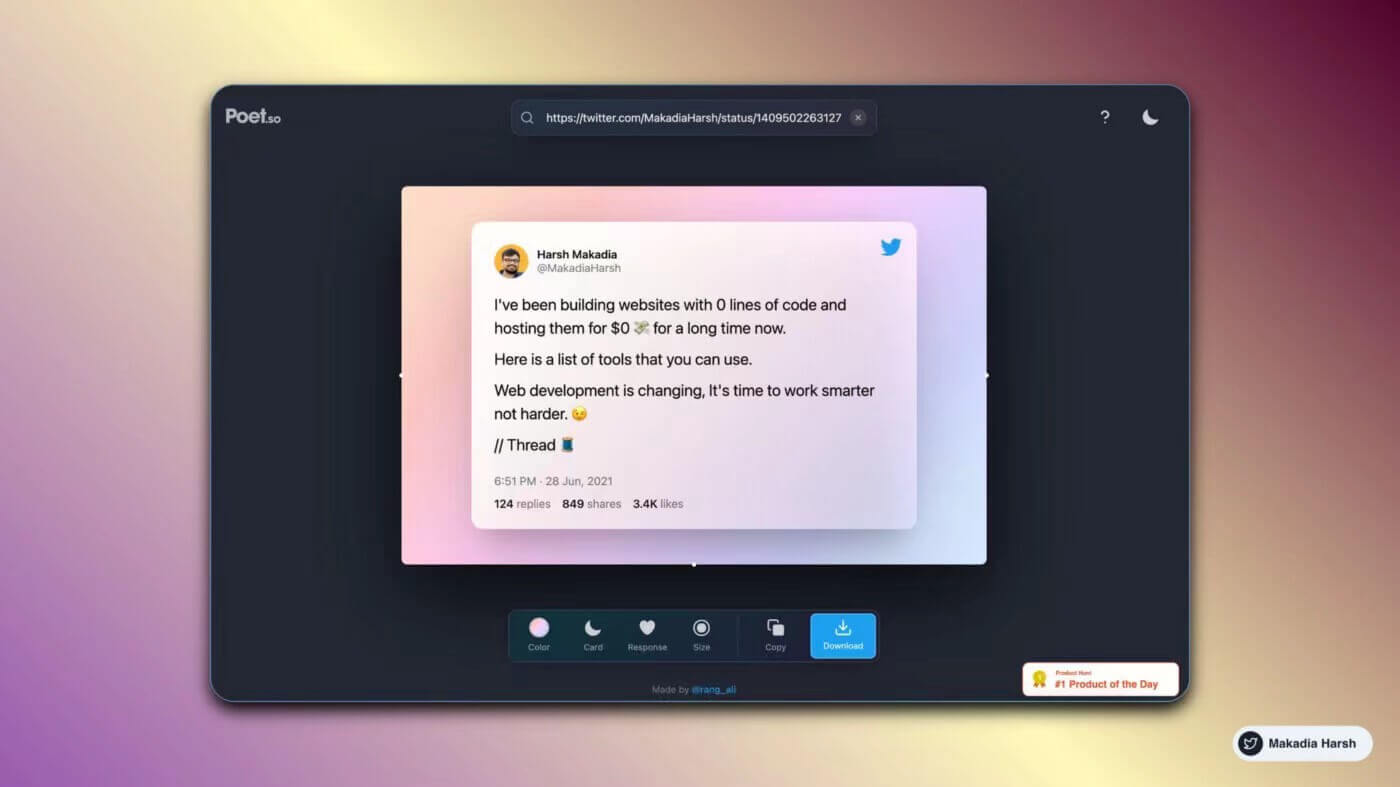 Poet.so
https://twitter.com/MakadiaHarsh/status/1409502263127
?
Harsh Makadia
@MakadiaHarsh
I've been building websites with 0 lines of code and
hosting them for $0 💸 for a long time now.
Here is a list of tools that you can use.
Web development is changing, It's time to work smarter
not harder. 😉
// Thread 🧵
6:51 PM · 28 Jun, 2021
124 replies 849 shares 3.4K likes
Color Card Response Size Copy Download
Made by @rang_ali
Product Hunt
#1 Product of the Day
Makadia Harsh